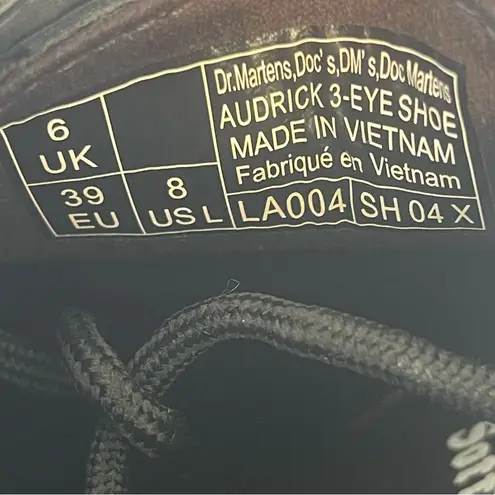 6
UK
39
EU
8
US L
Dr.Martens,Doc's,DM's,Doc Martens
AUDRICK 3-EYE SHOE
MADE IN VIETNAM
Fabriqué en Vietnam
LA004
SH 04 X